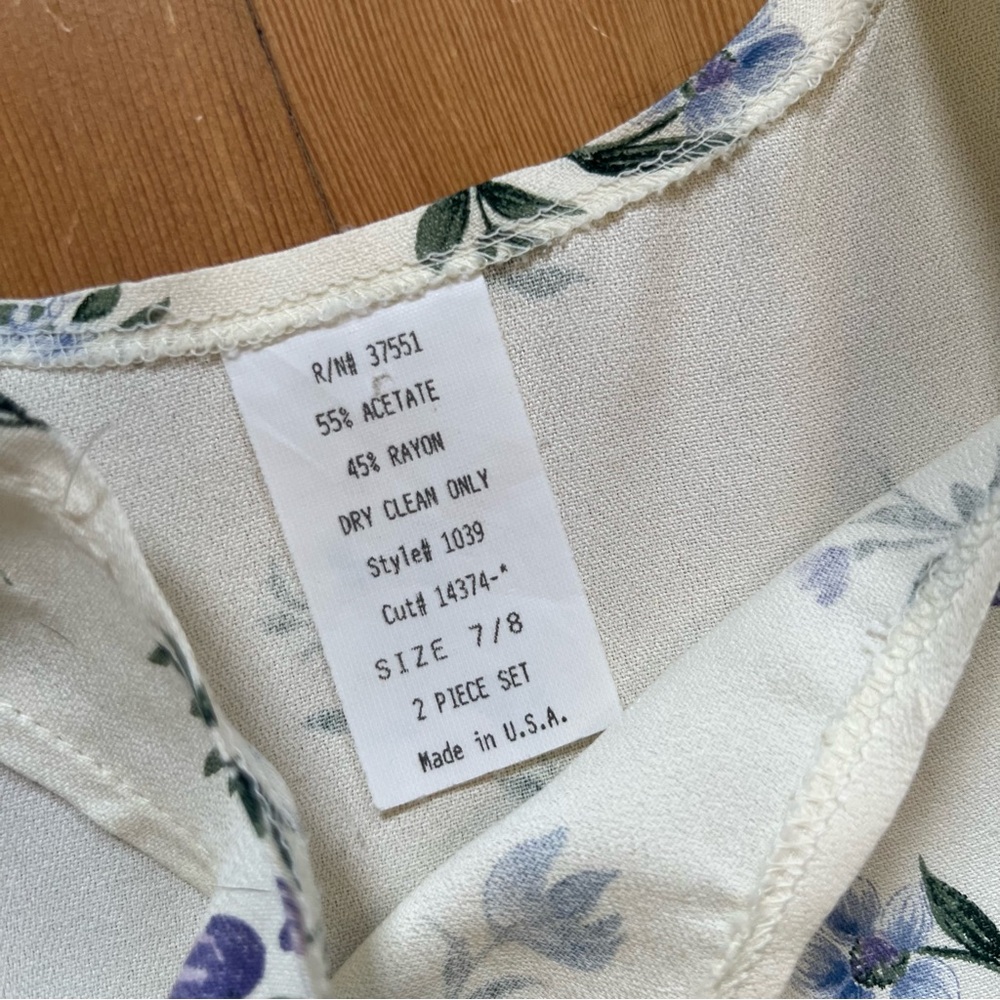 R/N# 37551
55% ACETATE
45% RAYON
DRY CLEAN ONLY
Style# 1039
Cut# 14374-*
SIZE 7/8
2 PIECE SET
Made in U.S.A.